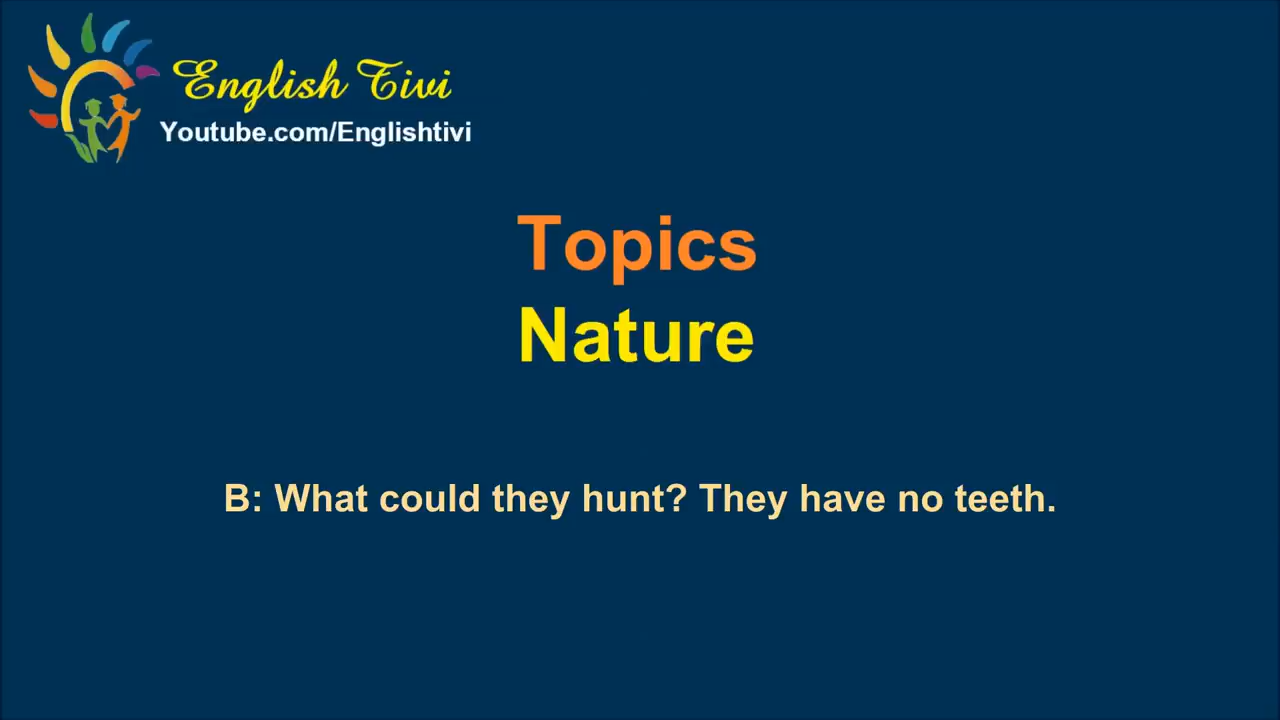 English Tivi
Youtube.com/Englishtivi
Topics
Nature
B: What could they hunt? They have no teeth.